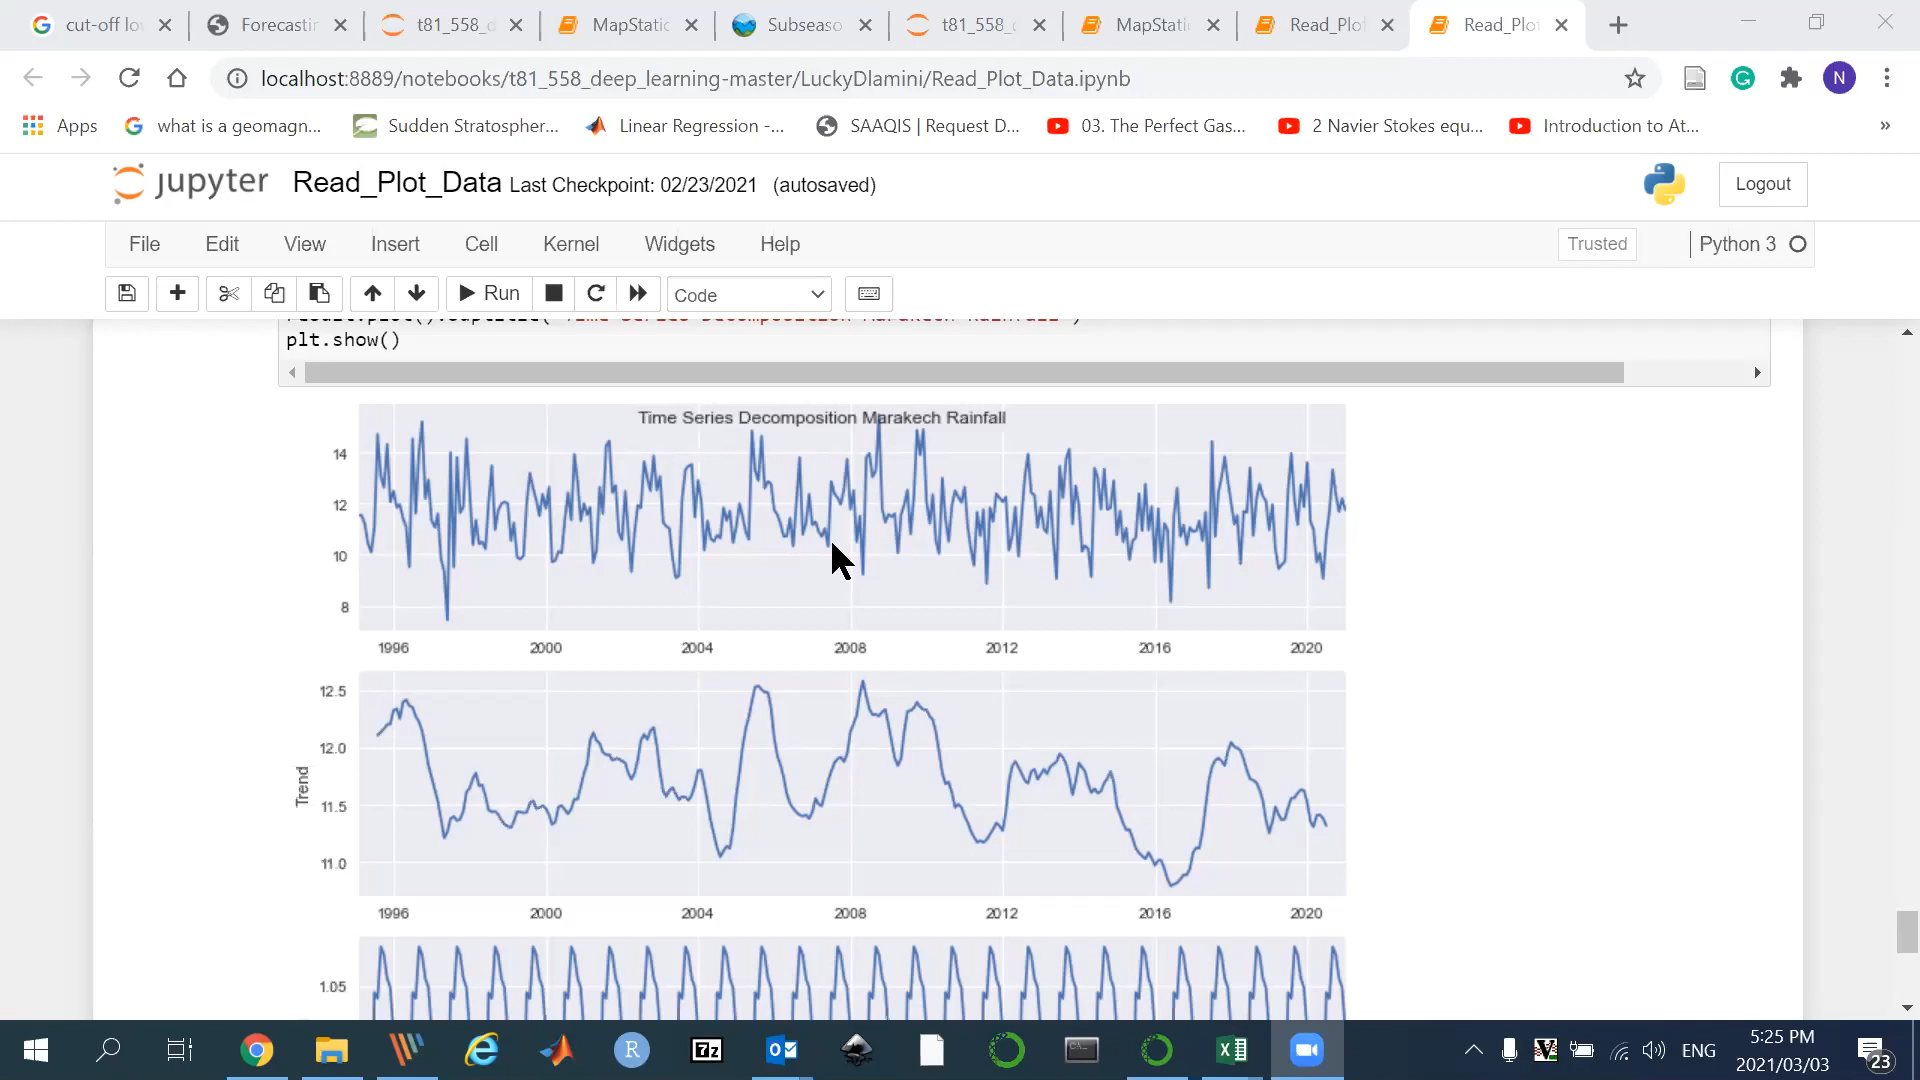 cut-off lo
Forecastin
t81_558_d
MapStatic
Subseaso
t81_558_d
MapStatic
Read_Plot
Read_Plot
localhost:8889/notebooks/t81_558_deep_learning-master/LuckyDlamini/Read_Plot_Data.ipynb
N
Apps
what is a geomagn...
Sudden Stratospher...
Linear Regression -...
SAAQIS | Request D...
03. The Perfect Gas...
2 Navier Stokes equ...
Introduction to At...
»
jupyter Read_Plot_Data Last Checkpoint: 02/23/2021 (autosaved)
Logout
File Edit View Insert Cell Kernel Widgets Help
Trusted
Python 3
Run
Code
plt.show()
Time Series Decomposition Marakech Rainfall
14
12
10
8
1996 2000 2004 2008 2012 2016 2020
12.5
12.0
11.5
11.0
Trend
1996 2000 2004 2008 2012 2016 2020
1.05
R
7z
ENG
5:25 PM
2021/03/03
23